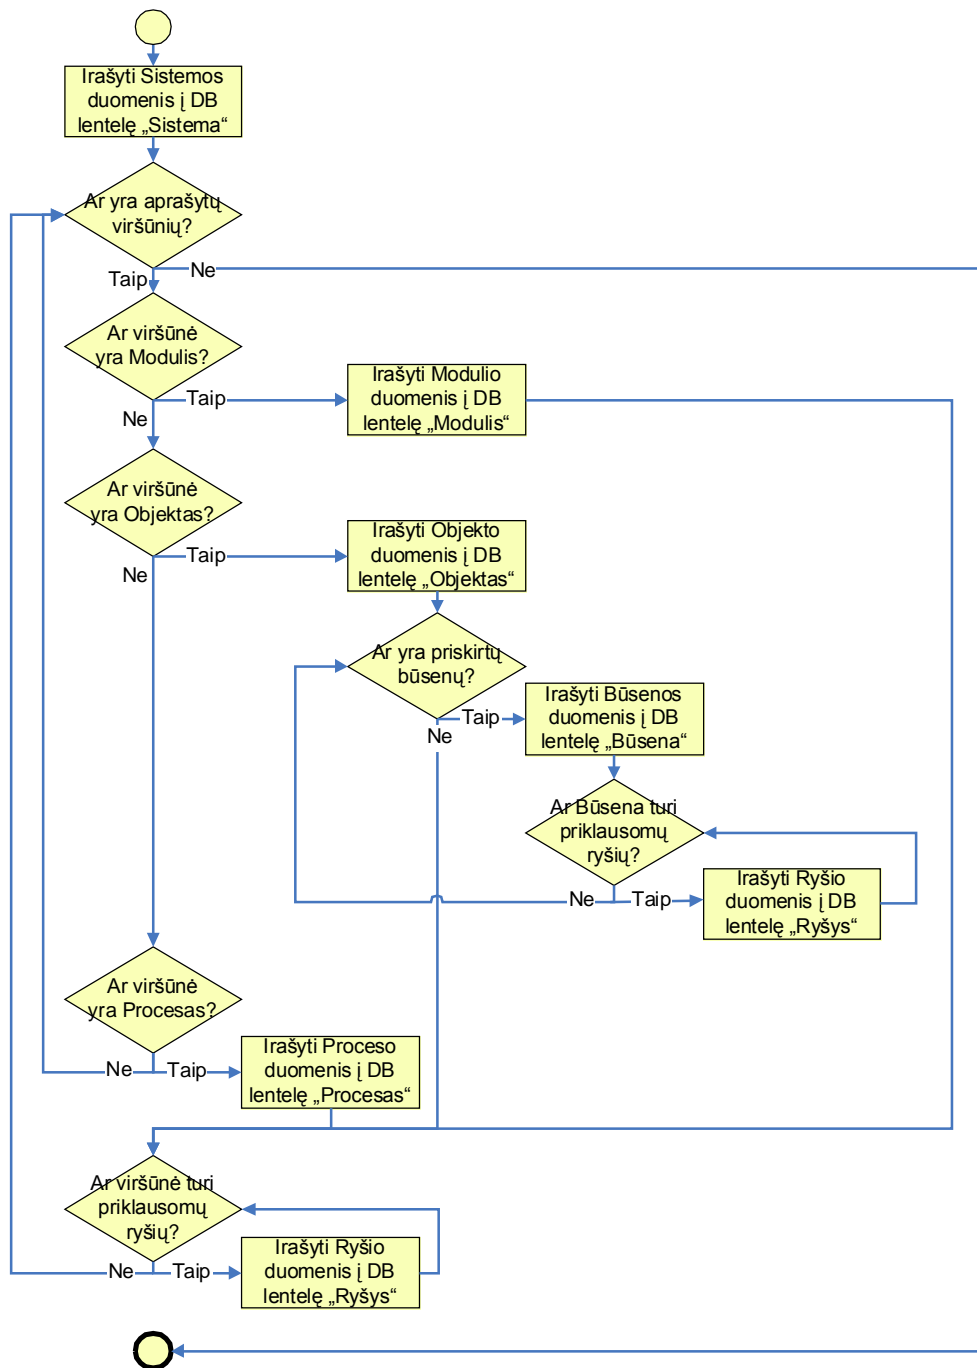 Irašyti Sistemos
duomenis į DB
lentelę „Sistema“
Ar yra aprašytų
viršūnių?
Ne
Taip
Ar viršūnė
yra Modulis?
Taip
Ne
Irašyti Modulio
duomenis į DB
lentelę „Modulis“
Ar viršūnė
yra Objektas?
Taip
Ne
Irašyti Objekto
duomenis į DB
lentelę „Objektas“
Ar yra priskirtų
būsenų?
Taip
Ne
Irašyti Būsenos
duomenis į DB
lentelę „Būsena“
Ar Būsena turi
priklausomų
ryšių?
Ne
Taip
Irašyti Ryšio
duomenis į DB
lentelę „Ryšys“
Ar viršūnė
yra Procesas?
Ne
Taip
Irašyti Proceso
duomenis į DB
lentelę „Procesas“
Ar viršūnė turi
priklausomų
ryšių?
Ne
Taip
Irašyti Ryšio
duomenis į DB
lentelę „Ryšys“